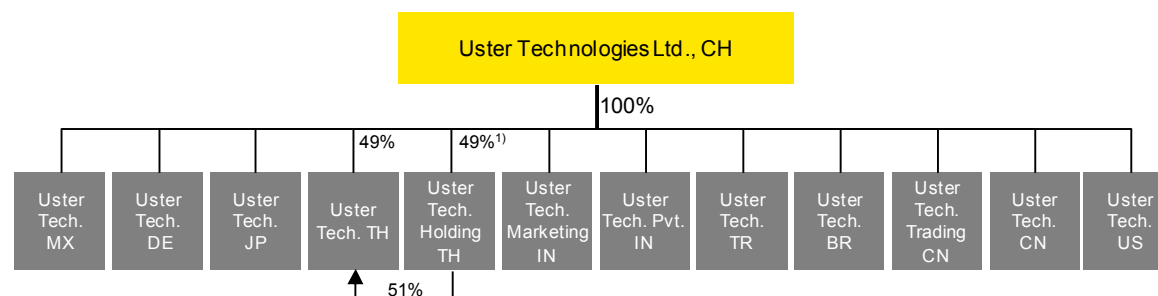 Uster Technologies Ltd., CH
100%
49%
49%1)
Uster
Tech.
MX
Uster
Tech.
DE
Uster
Tech.
JP
Uster
Tech. TH
Uster
Tech.
Holding
TH
Uster
Tech.
Marketing
IN
Uster
Tech. Pvt.
IN
Uster
Tech.
TR
Uster
Tech.
BR
Uster
Tech.
Trading
CN
Uster
Tech.
CN
Uster
Tech.
US
51%